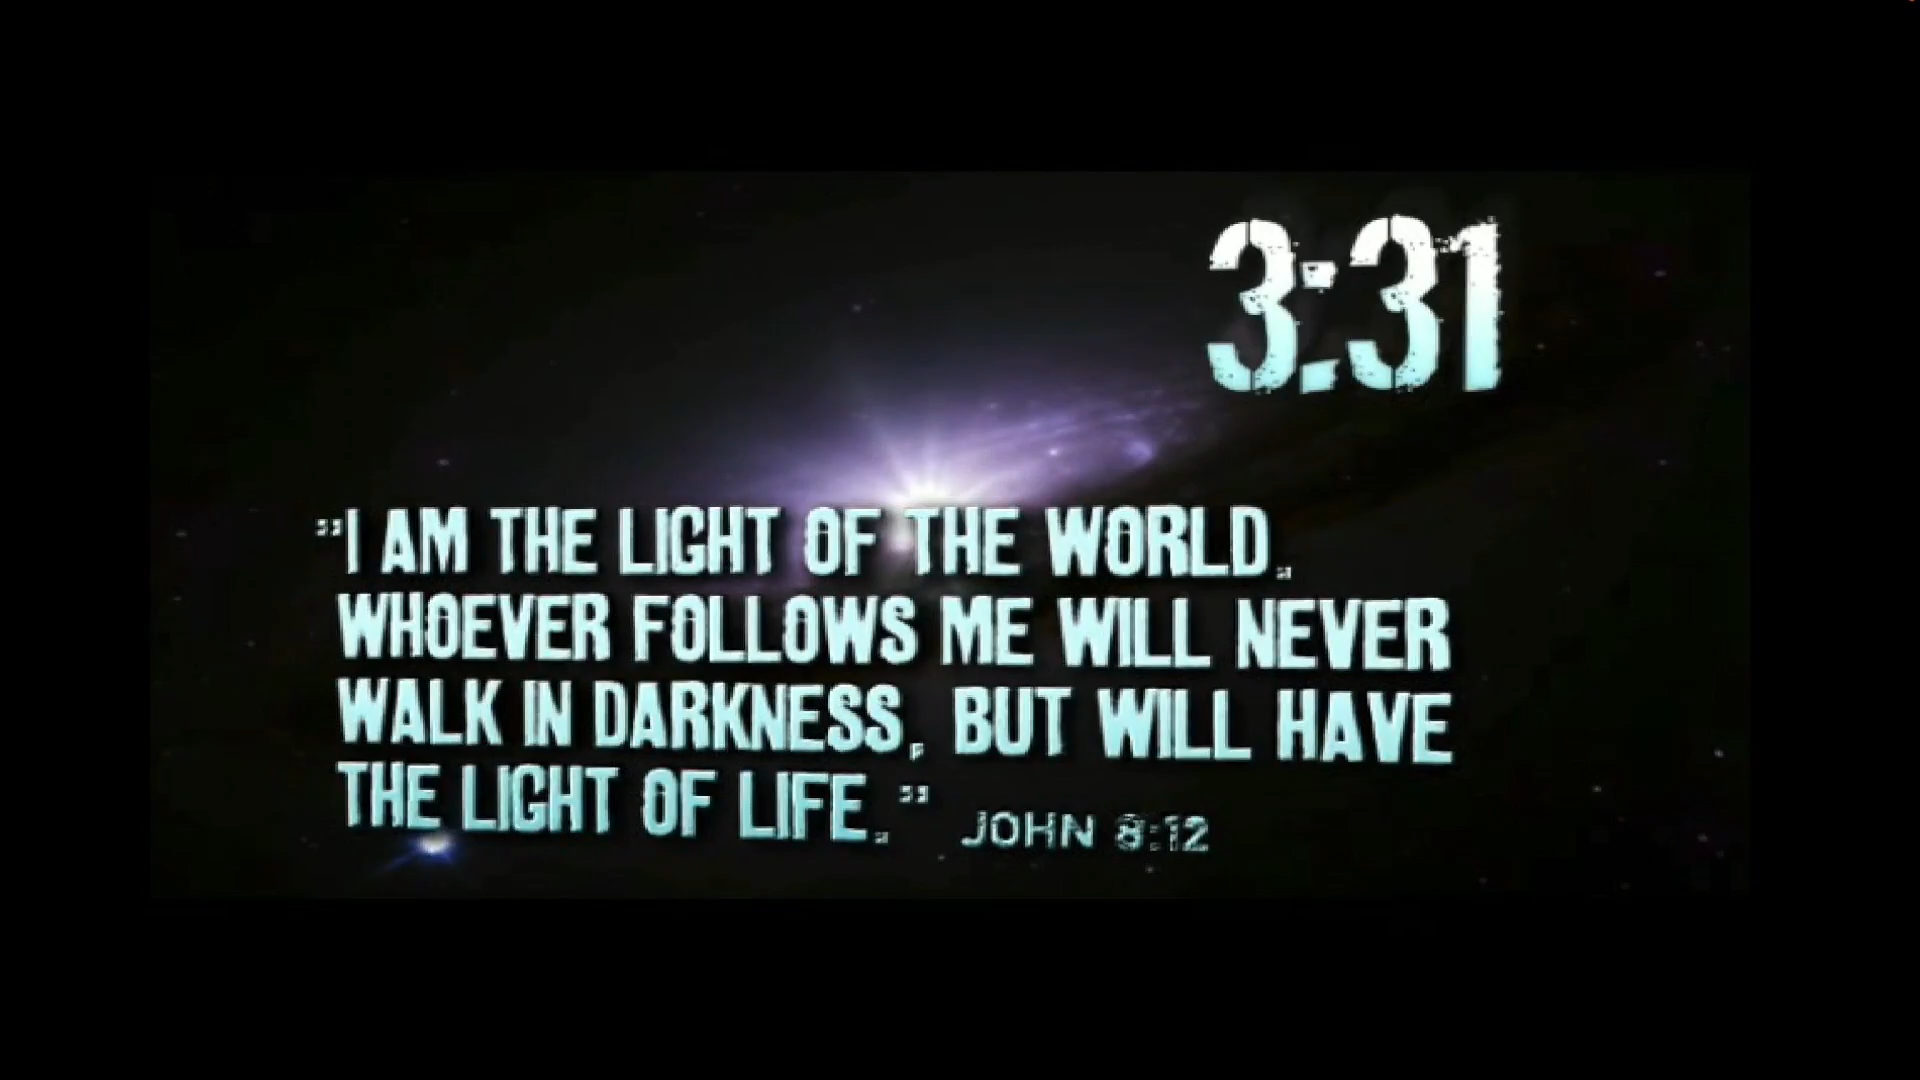 3:31
"I AM THE LIGHT OF THE WORLD.
WHOEVER FOLLOWS ME WILL NEVER
WALK IN DARKNESS, BUT WILL HAVE
THE LIGHT OF LIFE." JOHN 8:12